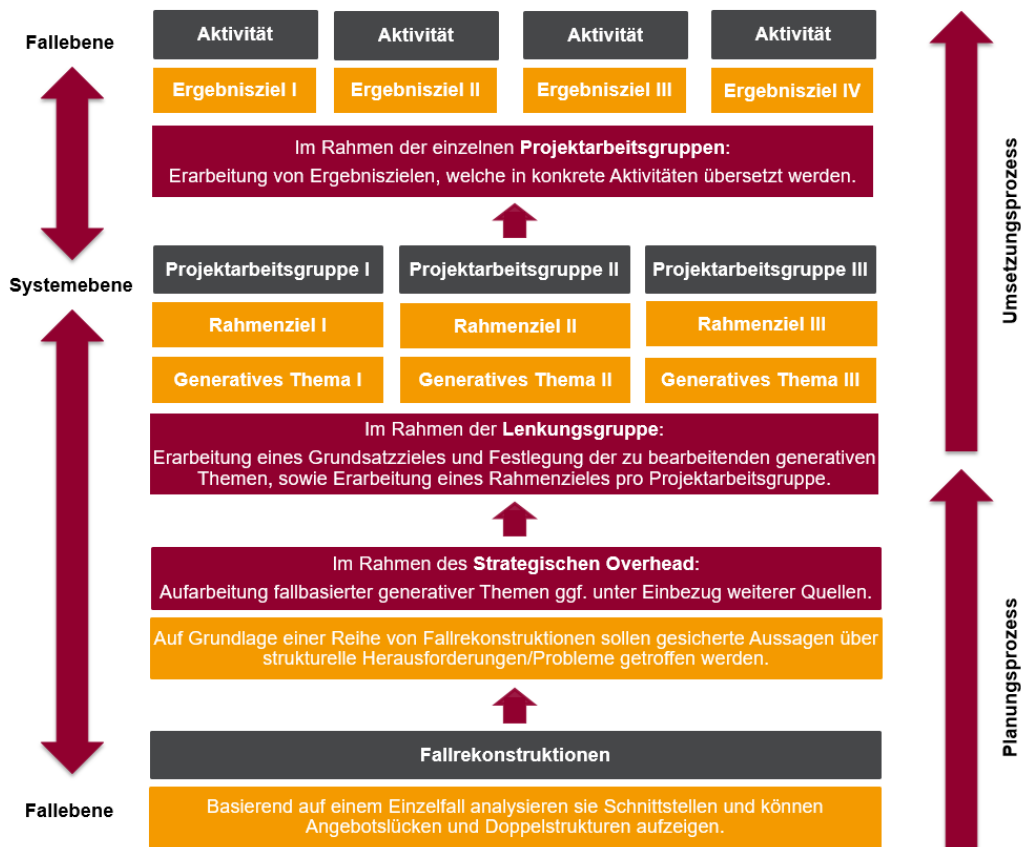 Fallebene
Aktivität
Aktivität
Aktivität
Aktivität
Ergebnisziel I
Ergebnisziel II
Ergebnisziel III
Ergebnisziel IV
Im Rahmen der einzelnen Projektarbeitsgruppen:
Erarbeitung von Ergebniszielen, welche in konkrete Aktivitäten übersetzt werden.
Systemebene
Projektarbeitsgruppe I
Projektarbeitsgruppe II
Projektarbeitsgruppe III
Rahmenziel I
Rahmenziel II
Rahmenziel III
Generatives Thema I
Generatives Thema II
Generatives Thema III
Im Rahmen der Lenkungsgruppe:
Erarbeitung eines Grundsatzzieles und Festlegung der zu bearbeitenden generativen
Themen, sowie Erarbeitung eines Rahmenzieles pro Projektarbeitsgruppe.
Im Rahmen des Strategischen Overhead:
Aufarbeitung fallbasierter generativer Themen ggf. unter Einbezug weiterer Quellen.
Auf Grundlage einer Reihe von Fallrekonstruktionen sollen gesicherte Aussagen über
strukturelle Herausforderungen/Probleme getroffen werden.
Fallrekonstruktionen
Fallebene
Basierend auf einem Einzelfall analysieren sie Schnittstellen und können
Angebotslücken und Doppelstrukturen aufzeigen.
Umsetzungsprozess
Planungsprozess